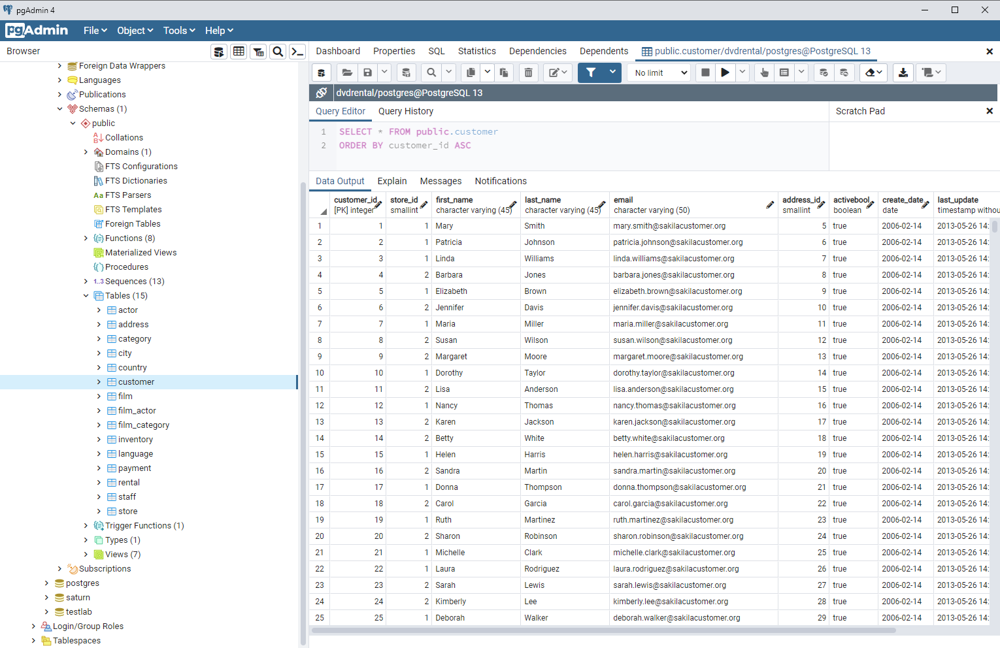 pgAdmin 4
pgAdmin File Object Tools Help
Browser
Dashboard Properties SQL Statistics Dependencies Dependents public.customer/dvdrental/postgres@PostgreSQL 13
No limit
dvdrental/postgres@PostgreSQL 13
Query Editor Query History
Scratch Pad
1 SELECT * FROM public.customer
2 ORDER BY customer_id ASC
Foreign Data Wrappers
Languages
Publications
Schemas (1)
public
Collations
Domains (1)
FTS Configurations
FTS Dictionaries
Aa FTS Parsers
FTS Templates
Foreign Tables
Functions (8)
Materialized Views
Procedures
1..3 Sequences (13)
Tables (15)
actor
address
category
city
country
customer
film
film_actor
film_category
inventory
language
payment
rental
staff
store
Trigger Functions (1)
Types (1)
Views (7)
Subscriptions
postgres
saturn
testlab
Login/Group Roles
Tablespaces
Data Output Explain Messages Notifications
customer_id store_id first_name last_name email address_id activebool create_date last_update
[PK] integer smallint character varying (45) character varying (45) character varying (50) smallint boolean date timestamp withou
1 1 1 Mary Smith mary.smith@sakilacustomer.org 5 true 2006-02-14 2013-05-26 14:
2 2 1 Patricia Johnson patricia.johnson@sakilacustomer.org 6 true 2006-02-14 2013-05-26 14:
3 3 1 Linda Williams linda.williams@sakilacustomer.org 7 true 2006-02-14 2013-05-26 14:
4 4 2 Barbara Jones barbara.jones@sakilacustomer.org 8 true 2006-02-14 2013-05-26 14:
5 5 1 Elizabeth Brown elizabeth.brown@sakilacustomer.org 9 true 2006-02-14 2013-05-26 14:
6 6 2 Jennifer Davis jennifer.davis@sakilacustomer.org 10 true 2006-02-14 2013-05-26 14:
7 7 1 Maria Miller maria.miller@sakilacustomer.org 11 true 2006-02-14 2013-05-26 14:
8 8 2 Susan Wilson susan.wilson@sakilacustomer.org 12 true 2006-02-14 2013-05-26 14:
9 9 2 Margaret Moore margaret.moore@sakilacustomer.org 13 true 2006-02-14 2013-05-26 14:
10 10 1 Dorothy Taylor dorothy.taylor@sakilacustomer.org 14 true 2006-02-14 2013-05-26 14:
11 11 2 Lisa Anderson lisa.anderson@sakilacustomer.org 15 true 2006-02-14 2013-05-26 14:
12 12 1 Nancy Thomas nancy.thomas@sakilacustomer.org 16 true 2006-02-14 2013-05-26 14:
13 13 2 Karen Jackson karen.jackson@sakilacustomer.org 17 true 2006-02-14 2013-05-26 14:
14 14 2 Betty White betty.white@sakilacustomer.org 18 true 2006-02-14 2013-05-26 14:
15 15 1 Helen Harris helen.harris@sakilacustomer.org 19 true 2006-02-14 2013-05-26 14:
16 16 2 Sandra Martin sandra.martin@sakilacustomer.org 20 true 2006-02-14 2013-05-26 14:
17 17 1 Donna Thompson donna.thompson@sakilacustomer.org 21 true 2006-02-14 2013-05-26 14:
18 18 2 Carol Garcia carol.garcia@sakilacustomer.org 22 true 2006-02-14 2013-05-26 14:
19 19 1 Ruth Martinez ruth.martinez@sakilacustomer.org 23 true 2006-02-14 2013-05-26 14:
20 20 2 Sharon Robinson sharon.robinson@sakilacustomer.org 24 true 2006-02-14 2013-05-26 14:
21 21 1 Michelle Clark michelle.clark@sakilacustomer.org 25 true 2006-02-14 2013-05-26 14:
22 22 1 Laura Rodriguez laura.rodriguez@sakilacustomer.org 26 true 2006-02-14 2013-05-26 14:
23 23 2 Sarah Lewis sarah.lewis@sakilacustomer.org 27 true 2006-02-14 2013-05-26 14:
24 24 2 Kimberly Lee kimberly.lee@sakilacustomer.org 28 true 2006-02-14 2013-05-26 14:
25 25 1 Deborah Walker deborah.walker@sakilacustomer.org 29 true 2006-02-14 2013-05-26 14: